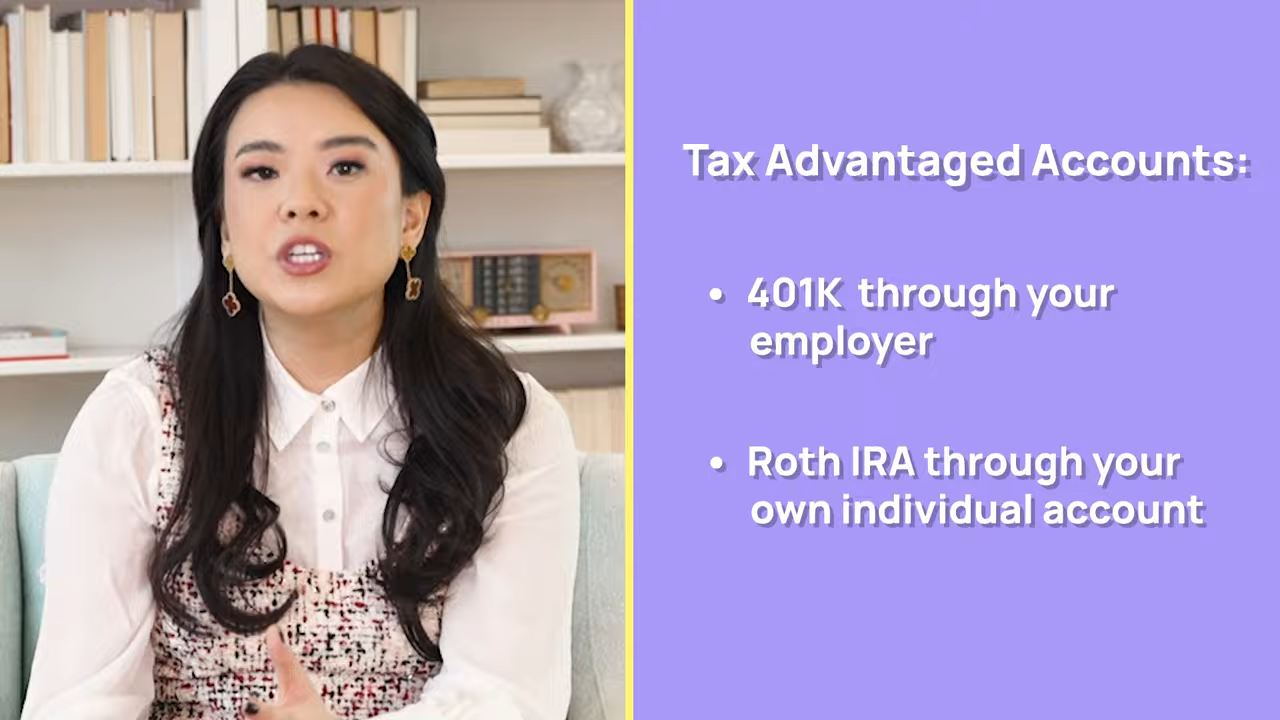 Tax Advantaged Accounts:
• 401K through your
employer
• Roth IRA through your
own individual account